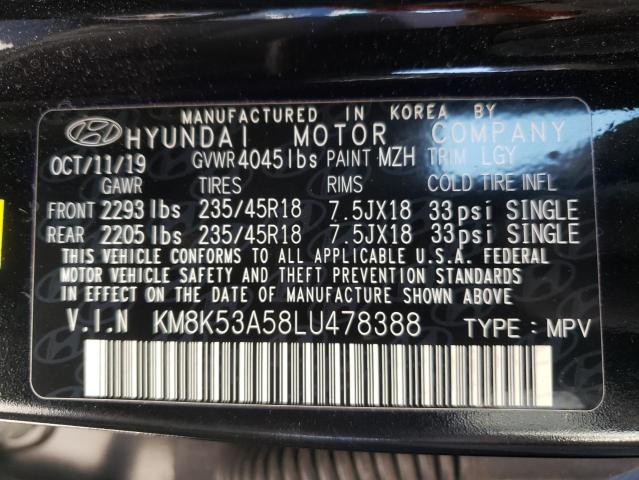 MANUFACTURED IN KOREA BY
HYUNDAI MOTOR COMPANY
OCT/11/19 GVWR 4045lbs PAINT MZH TRIM LGY
GAWR TIRES RIMS COLD TIRE INFL
FRONT 2293 lbs 235/45R18 7.5JX18 33psi SINGLE
REAR 2205 lbs 235/45R18 7.5JX18 33psi SINGLE
THIS VEHICLE CONFORMS TO ALL APPLICABLE U.S.A. FEDERAL
MOTOR VEHICLE SAFETY AND THEFT PREVENTION STANDARDS
IN EFFECT ON THE DATE OF MANUFACTURE SHOWN ABOVE.
V.I.N KM8K53A58LU478388 TYPE : MPV